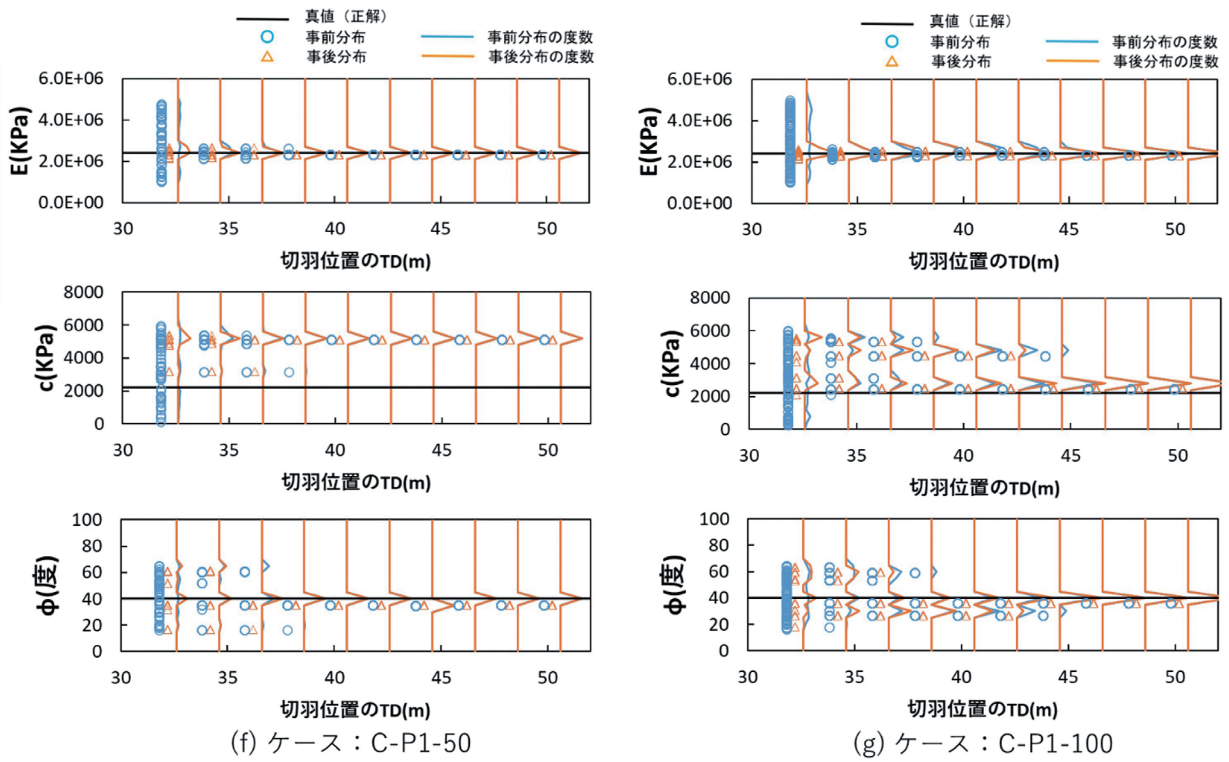 真値（正解）
事前分布 事前分布の度数
事後分布 事後分布の度数
6.0E+06
4.0E+06
2.0E+06
0.0E+00
E(KPa)
30 35 40 45 50
切羽位置のTD(m)
8000
6000
4000
2000
0
c(KPa)
30 35 40 45 50
切羽位置のTD(m)
100
80
60
40
20
0
ϕ(度)
30 35 40 45 50
切羽位置のTD(m)
(f) ケース：C-P1-50
真値（正解）
事前分布 事前分布の度数
事後分布 事後分布の度数
6.0E+06
4.0E+06
2.0E+06
0.0E+00
E(KPa)
30 35 40 45 50
切羽位置のTD(m)
8000
6000
4000
2000
0
c(KPa)
30 35 40 45 50
切羽位置のTD(m)
100
80
60
40
20
0
ϕ(度)
30 35 40 45 50
切羽位置のTD(m)
(g) ケース：C-P1-100